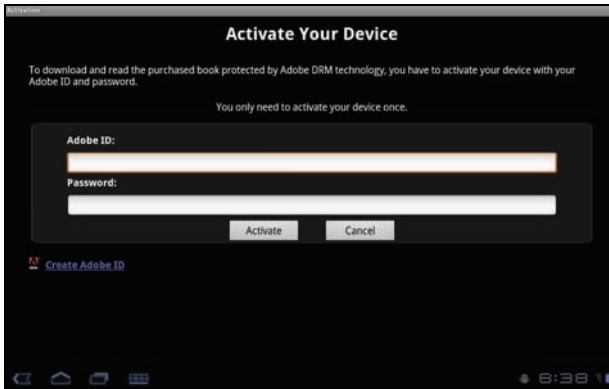 Activation
Activate Your Device
To download and read the purchased book protected by Adobe DRM technology, you have to activate your device with your
Adobe ID and password.
You only need to activate your device once.
Adobe ID:
Password:
Activate Cancel
Create Adobe ID
8:38